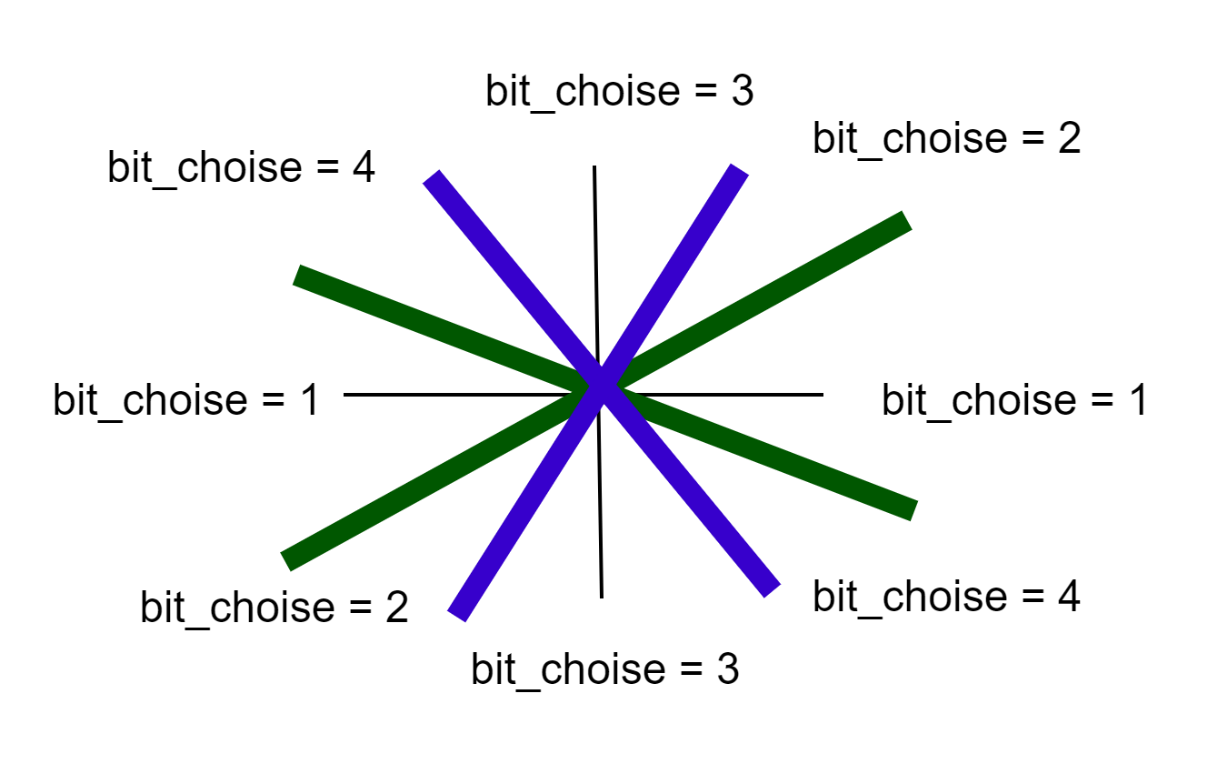 bit_choise = 3
bit_choise = 2
bit_choise = 4
bit_choise = 1
bit_choise = 1
bit_choise = 4
bit_choise = 2
bit_choise = 3